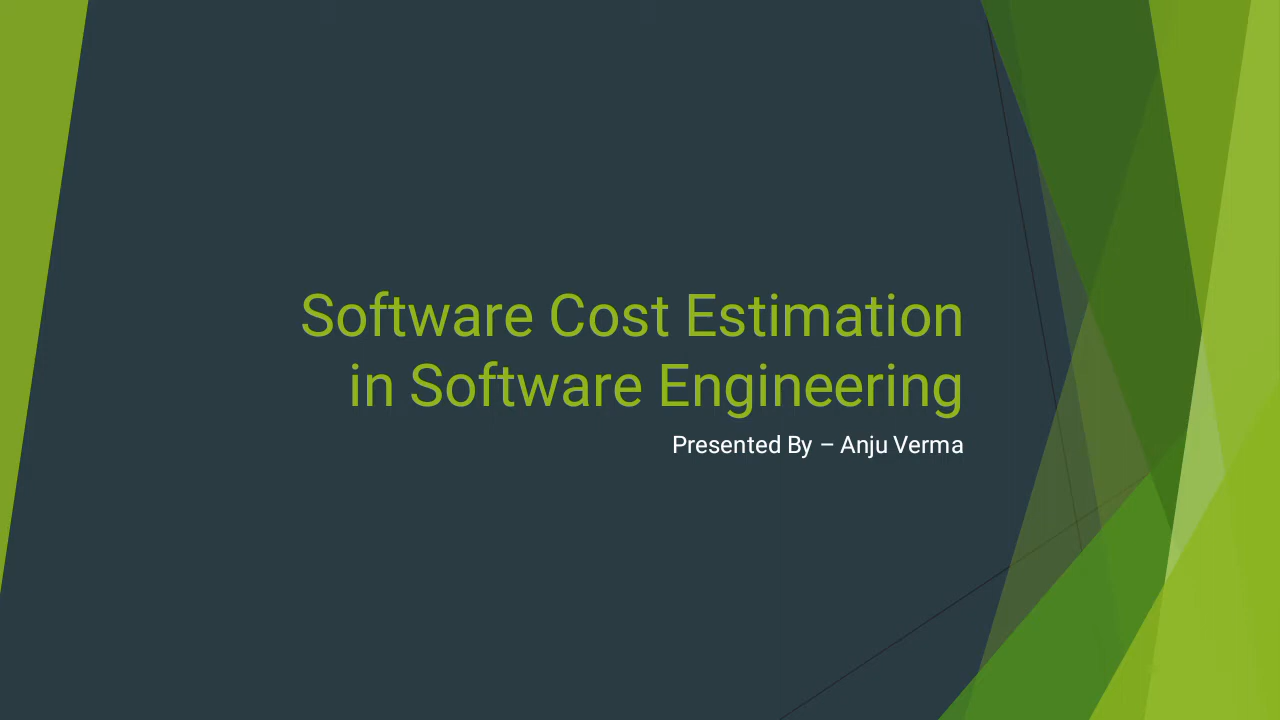 Software Cost Estimation
in Software Engineering
Presented By – Anju Verma